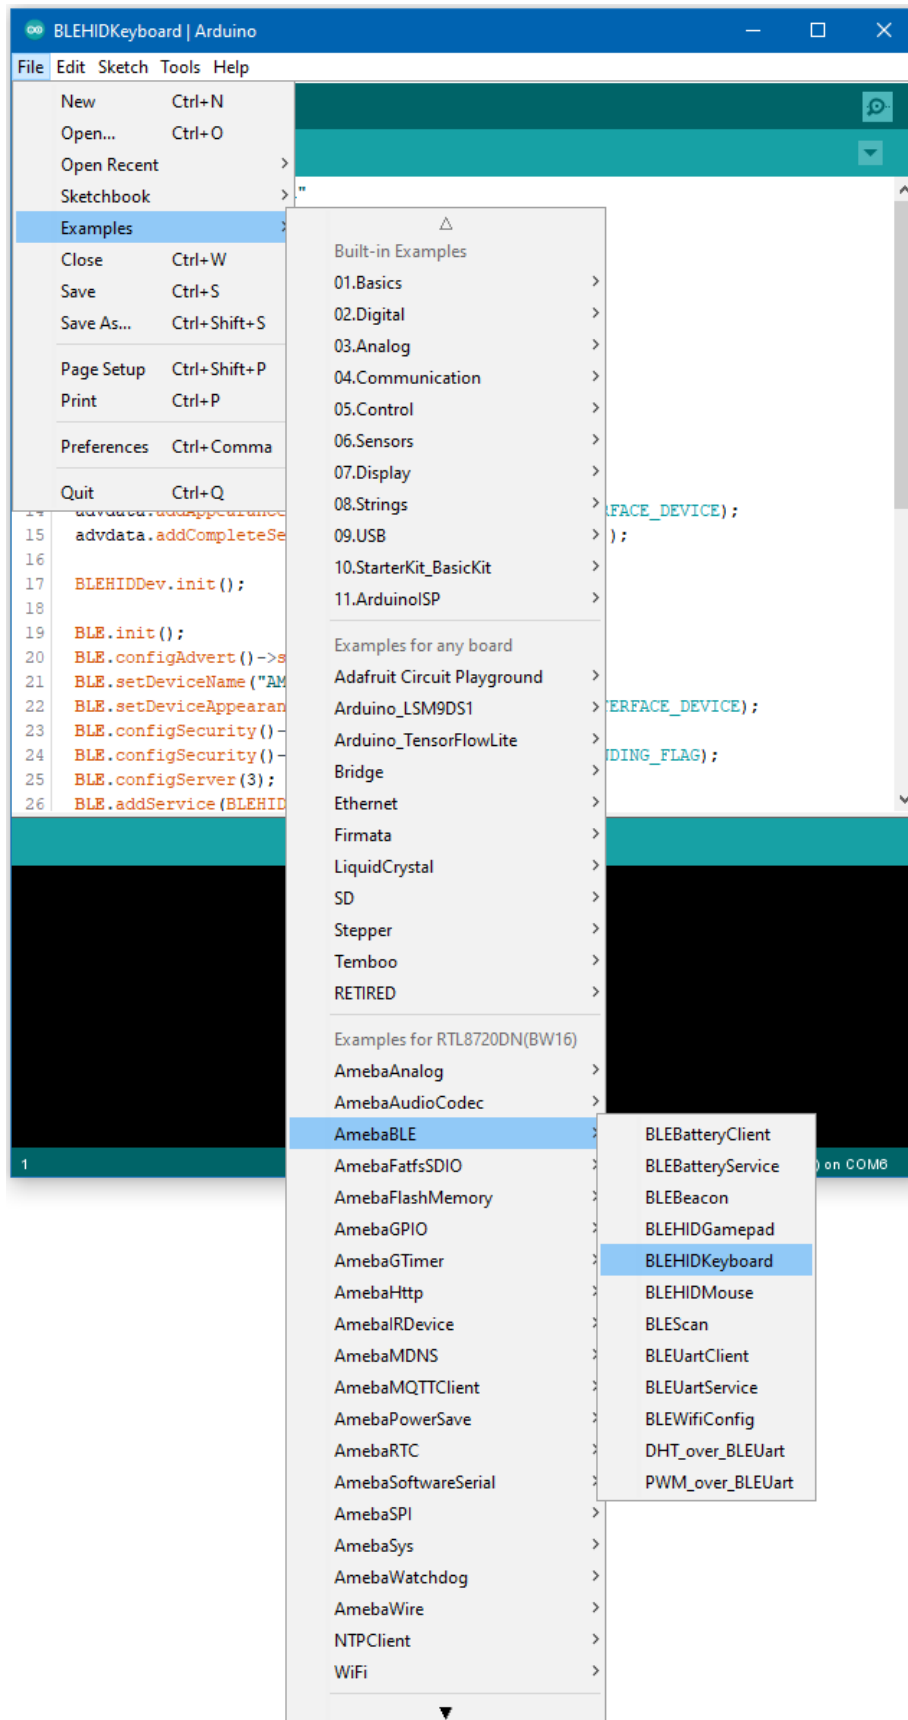 BLEHIDKeyboard | Arduino
File Edit Sketch Tools Help
New Ctrl+N
Open... Ctrl+O
Open Recent
Sketchbook
Examples
Close Ctrl+W
Save Ctrl+S
Save As... Ctrl+Shift+S
Page Setup Ctrl+Shift+P
Print Ctrl+P
Preferences Ctrl+Comma
Quit Ctrl+Q
"
RFACE_DEVICE);
15 advdata.addCompleteSe );
16
17 BLEHIDDev.init();
18
19 BLE.init();
20 BLE.configAdvert()->s
21 BLE.setDeviceName("AM
22 BLE.setDeviceAppearan TERFACE_DEVICE);
23 BLE.configSecurity()-
24 BLE.configSecurity()- NDING_FLAG);
25 BLE.configServer(3);
26 BLE.addService(BLEHID
1 ) on COM6
Built-in Examples
01.Basics
02.Digital
03.Analog
04.Communication
05.Control
06.Sensors
07.Display
08.Strings
09.USB
10.StarterKit_BasicKit
11.ArduinoISP
Examples for any board
Adafruit Circuit Playground
Arduino_LSM9DS1
Arduino_TensorFlowLite
Bridge
Ethernet
Firmata
LiquidCrystal
SD
Stepper
Temboo
RETIRED
Examples for RTL8720DN(BW16)
AmebaAnalog
AmebaAudioCodec
AmebaBLE
AmebaFatfsSDIO
AmebaFlashMemory
AmebaGPIO
AmebaGTimer
AmebaHttp
AmebaIRDevice
AmebaMDNS
AmebaMQTTClient
AmebaPowerSave
AmebaRTC
AmebaSoftwareSerial
AmebaSPI
AmebaSys
AmebaWatchdog
AmebaWire
NTPClient
WiFi
BLEBatteryClient
BLEBatteryService
BLEBeacon
BLEHIDGamepad
BLEHIDKeyboard
BLEHIDMouse
BLEScan
BLEUartClient
BLEUartService
BLEWifiConfig
DHT_over_BLEUart
PWM_over_BLEUart